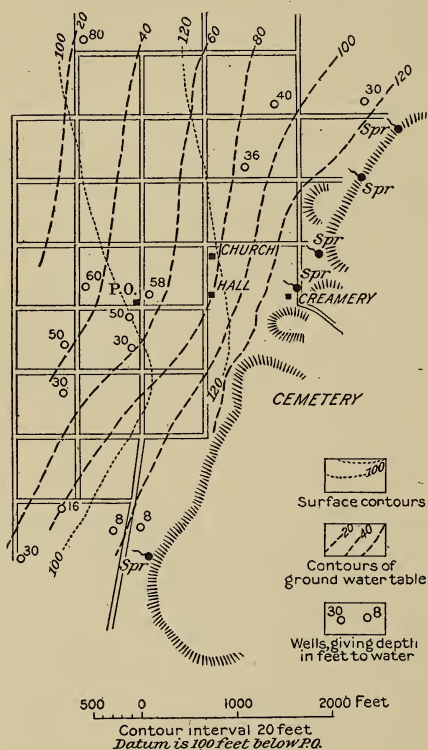 20
100
80
40
120
60
80
100
120
40
30
36
Spr
Spr
CHURCH
Spr
60
P.O.
58
HALL
Spr
CREAMERY
50
50
30
30
120
CEMETERY
16
8
8
30
100
Spr
100
Surface contours
20 40
Contours of
ground water table
30 8
Wells, giving depth
in feet to water
500 0 1000 2000 Feet
Contour interval 20 feet
Datum is 100 feet below P.O.